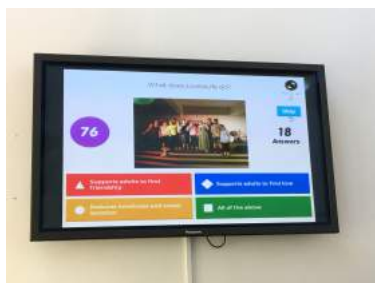 76
Skip
18
Answers
Supports adults to find
friendship
Supports adults to find love
Reduces loneliness and social
isolation
All of the above
Panasonic